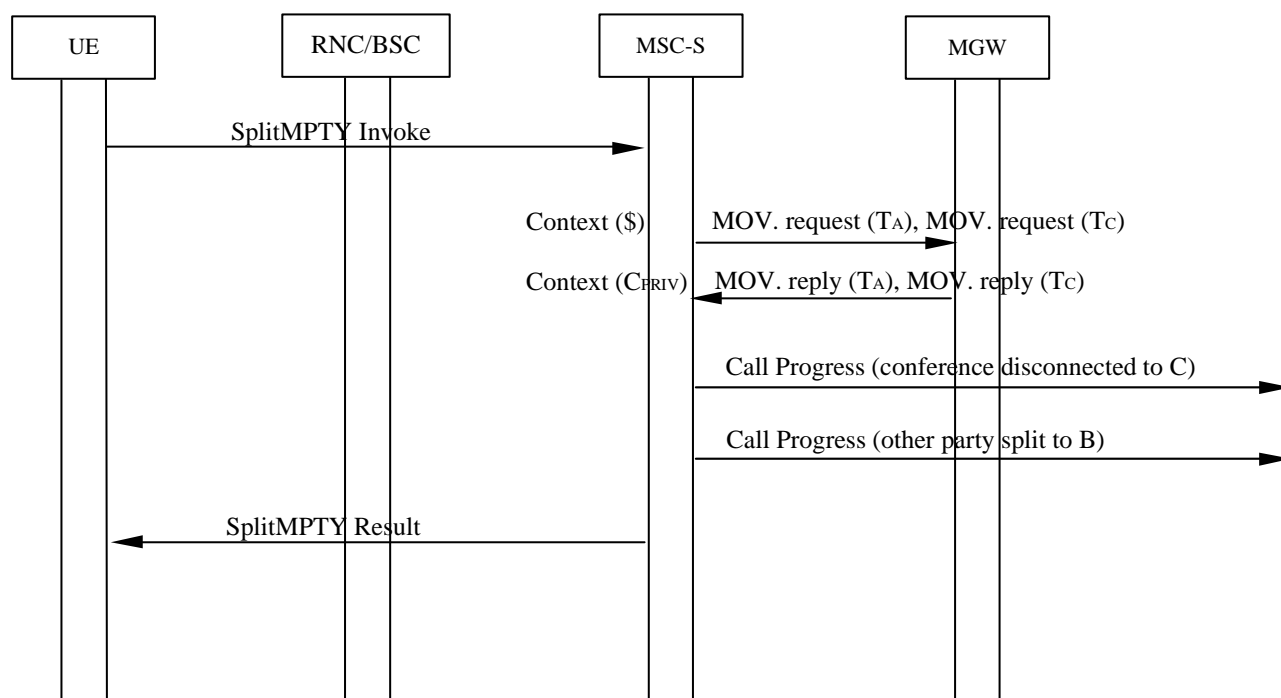 UE
RNC/BSC
MSC-S
MGW
SplitMPTY Invoke
Context ($) MOV. request (TA), MOV. request (TC)
Context (CPRIV) MOV. reply (TA), MOV. reply (TC)
Call Progress (conference disconnected to C)
Call Progress (other party split to B)
SplitMPTY Result